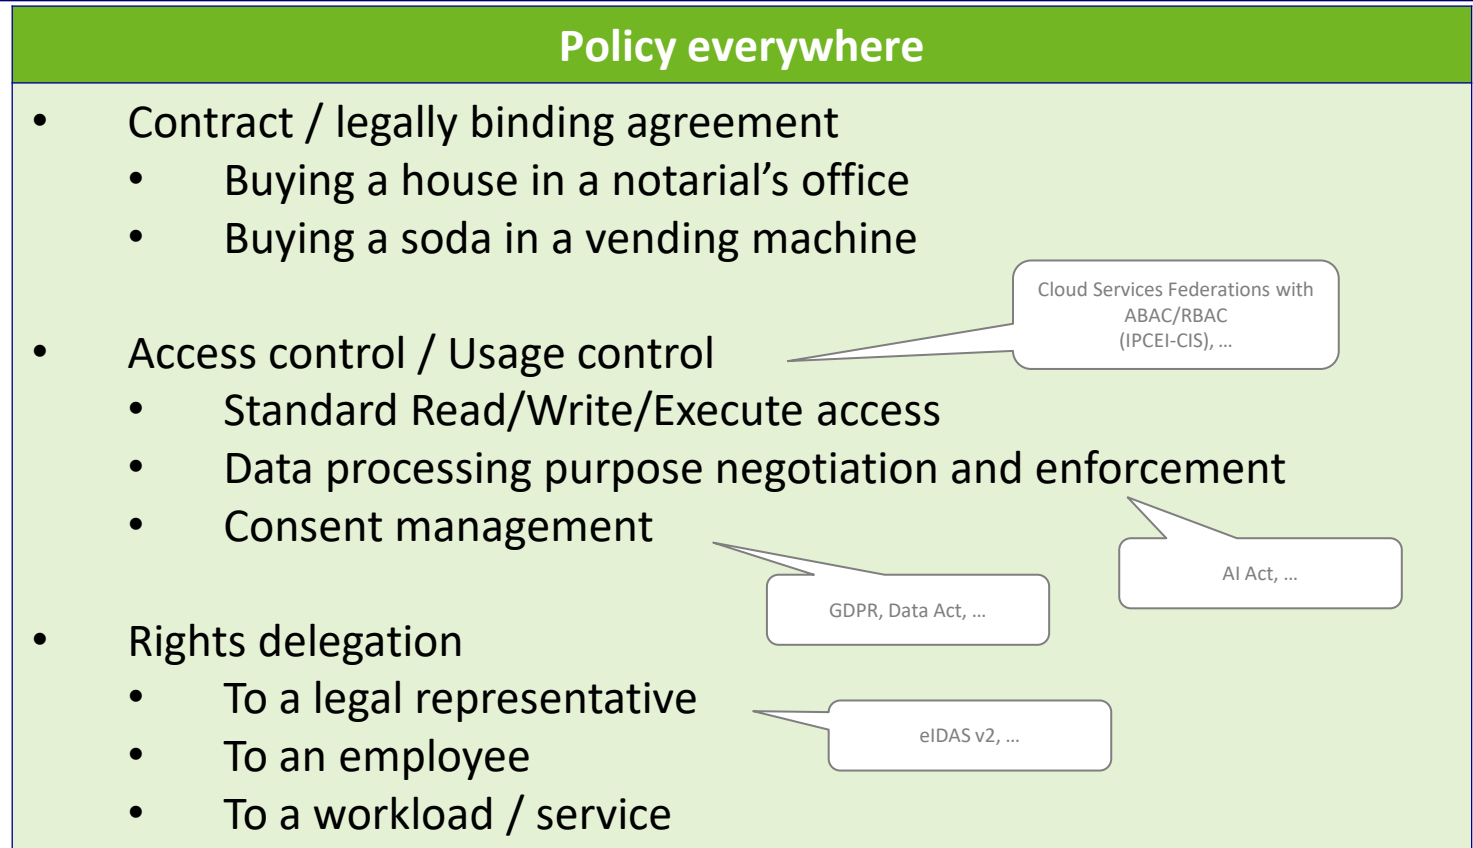 Policy everywhere
• Contract / legally binding agreement
• Buying a house in a notarial’s office
• Buying a soda in a vending machine
Cloud Services Federations with
ABAC/RBAC
(IPCEI-CIS), …
• Access control / Usage control
• Standard Read/Write/Execute access
• Data processing purpose negotiation and enforcement
• Consent management
AI Act, …
GDPR, Data Act, …
• Rights delegation
• To a legal representative
eIDAS v2, …
• To an employee
• To a workload / service